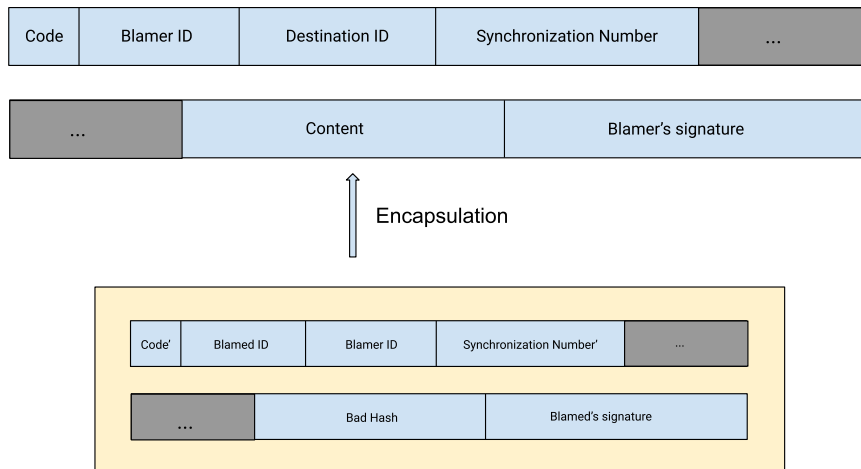 Code Blamer ID Destination ID Synchronization Number ...
... Content Blamer's signature
Encapsulation
Code' Blamed ID Blamer ID Synchronization Number' ...
... Bad Hash Blamed's signature